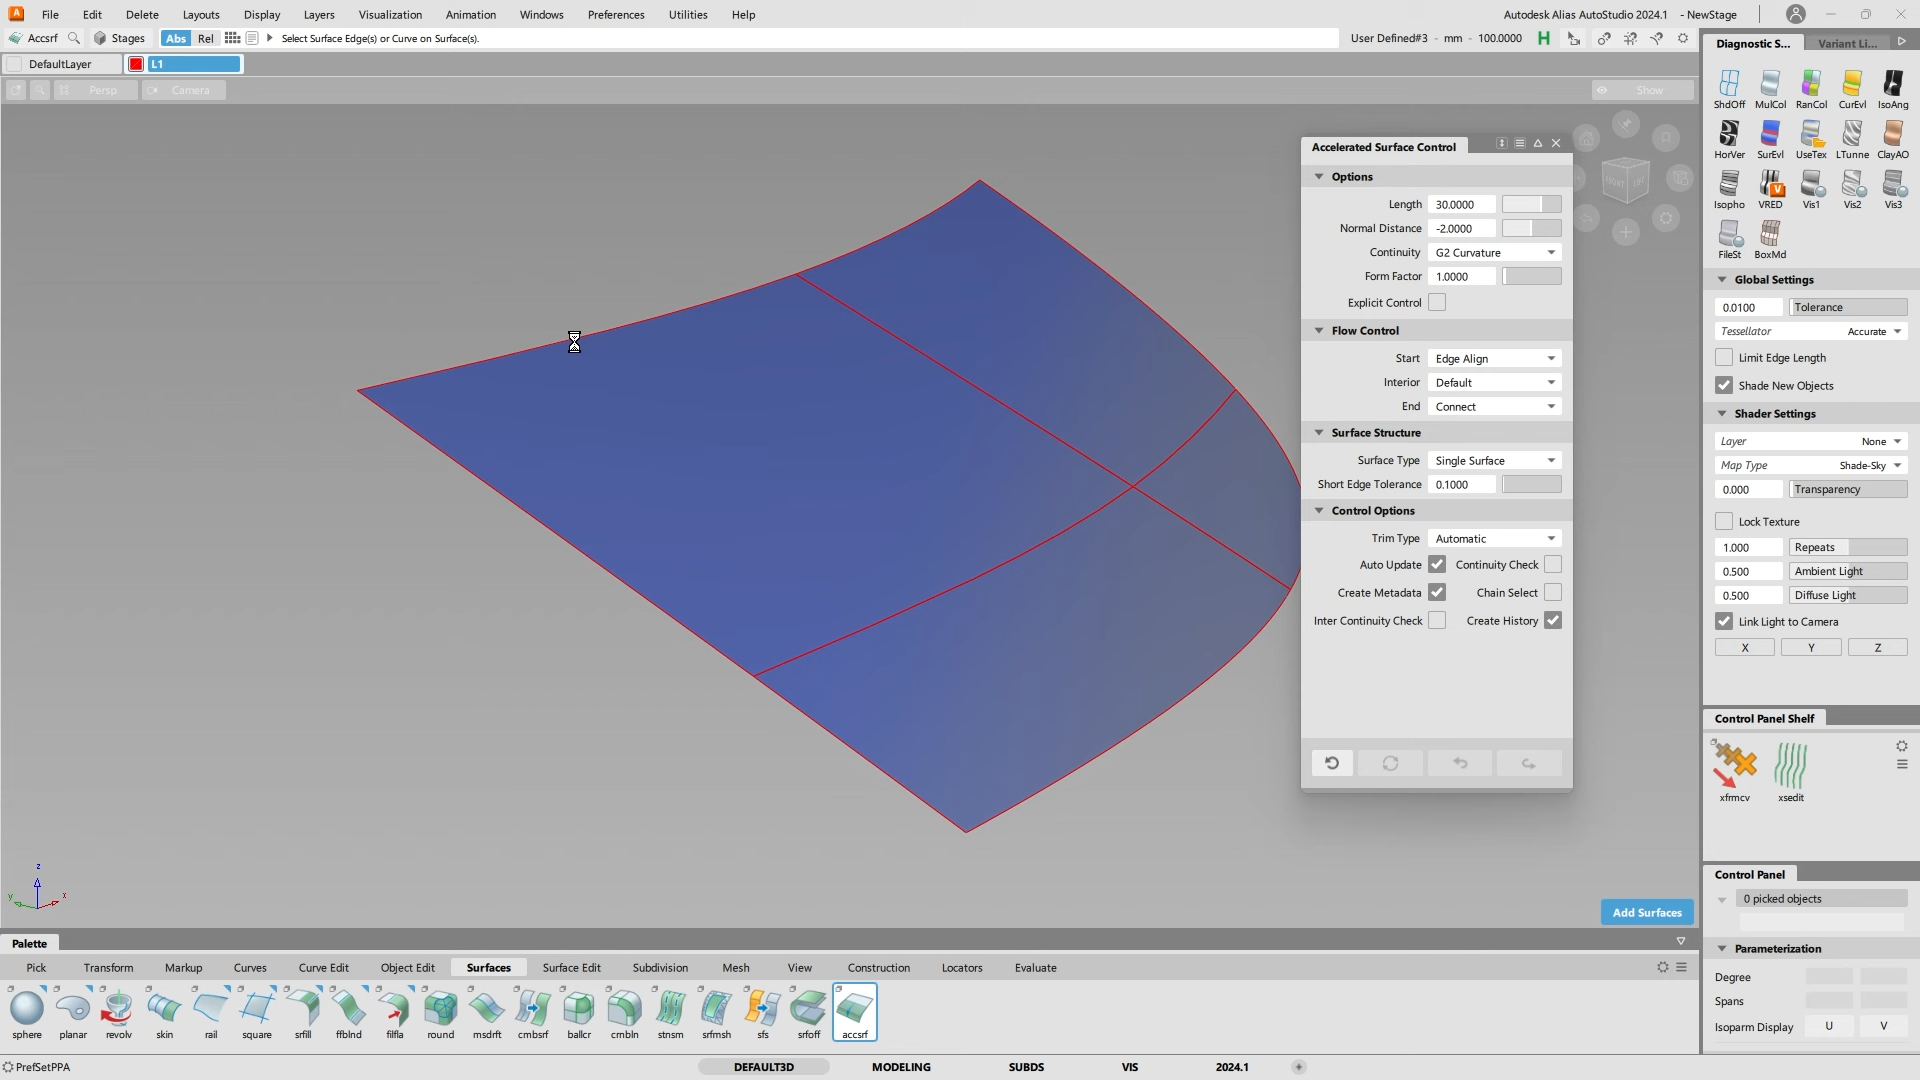 File Edit Delete Layouts Display Layers Visualization Animation Windows Preferences Utilities Help Autodesk Alias AutoStudio 2024.1 - NewStage
Accsrf Stages Abs Rel Select Surface Edge(s) or Curve on Surface(s). User Defined#3 - mm - 100.0000 H
DefaultLayer L1
Persp Camera Show
Accelerated Surface Control
Options
Length 30.0000
Normal Distance -2.0000
Continuity G2 Curvature
Form Factor 1.0000
Explicit Control
Flow Control
Start Edge Align
Interior Default
End Connect
Surface Structure
Surface Type Single Surface
Short Edge Tolerance 0.1000
Control Options
Trim Type Automatic
Auto Update Continuity Check
Create Metadata Chain Select
Inter Continuity Check Create History
FRONT
Diagnostic S... Variant Li...
ShdOff MulCol RanCol CurEvl IsoAng
HorVer SurEvl UseTex LTunne ClayAO
Isopho VRED Vis1 Vis2 Vis3
FileSt BoxMd
Global Settings
0.0100 Tolerance
Tessellator Accurate
Limit Edge Length
Shade New Objects
Shader Settings
Layer None
Map Type Shade-Sky
0.000 Transparency
Lock Texture
1.000 Repeats
0.500 Ambient Light
0.500 Diffuse Light
Link Light to Camera
X Y Z
Control Panel Shelf
xfrmcv xsedit
Control Panel
0 picked objects
Parameterization
Degree
Spans
Isoparm Display U V
z
y x
Add Surfaces
Palette
Pick Transform Markup Curves Curve Edit Object Edit Surfaces Surface Edit Subdivision Mesh View Construction Locators Evaluate
sphere planar revolv skin rail square srfill ffblnd filfla round msdrft cmbsrf ballcr crnbln stnsm srfmsh sfs srfoff accsrf
PrefSetPPA DEFAULT3D MODELING SUBDS VIS 2024.1 +